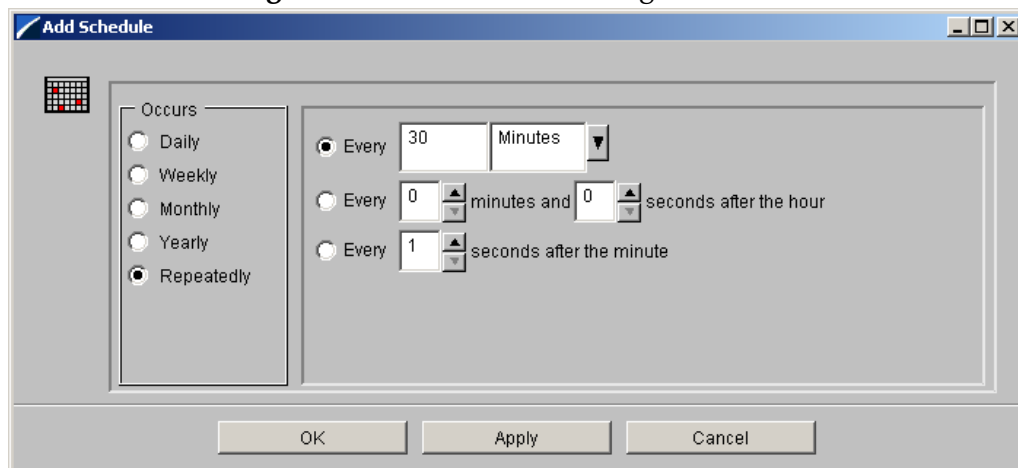 Add Schedule
Occurs
Daily
Weekly
Monthly
Yearly
Repeatedly
Every 30 Minutes
Every 0 minutes and 0 seconds after the hour
Every 1 seconds after the minute
OK Apply Cancel